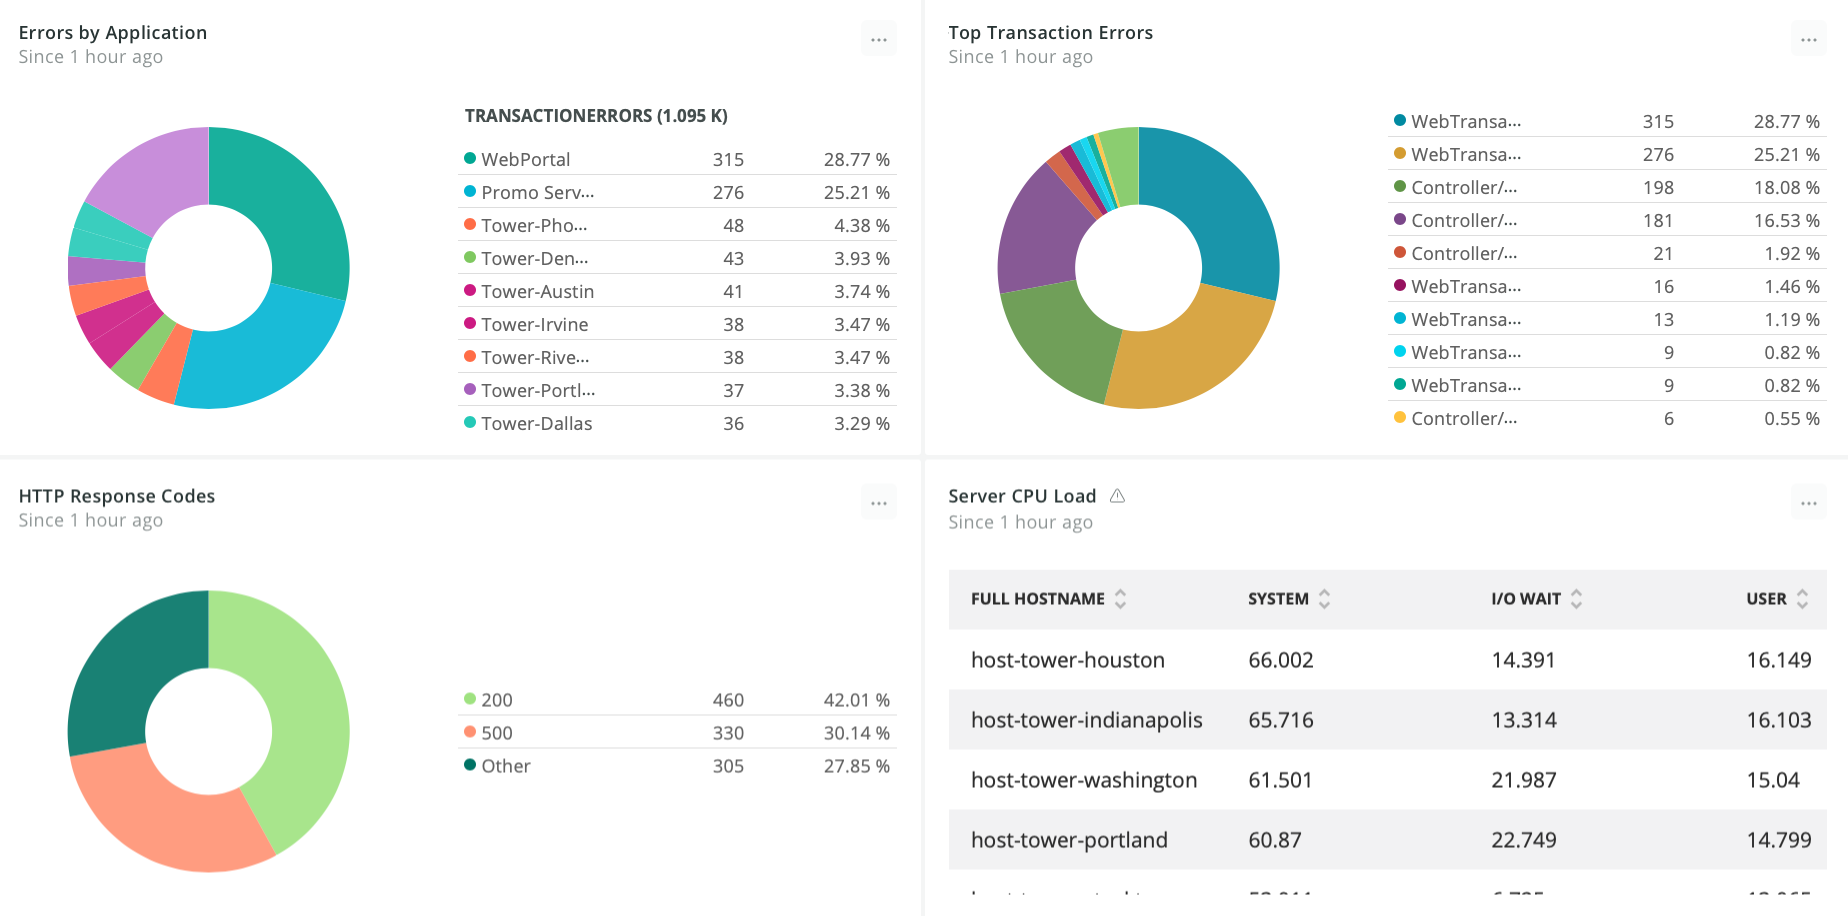 Errors by Application
Since 1 hour ago
...
TRANSACTIONERRORS (1.095 K)
WebPortal 315 28.77 %
Promo Serv... 276 25.21 %
Tower-Pho... 48 4.38 %
Tower-Den... 43 3.93 %
Tower-Austin 41 3.74 %
Tower-Irvine 38 3.47 %
Tower-Rive... 38 3.47 %
Tower-Portl... 37 3.38 %
Tower-Dallas 36 3.29 %
Top Transaction Errors
Since 1 hour ago
...
WebTransa... 315 28.77 %
WebTransa... 276 25.21 %
Controller/... 198 18.08 %
Controller/... 181 16.53 %
Controller/... 21 1.92 %
WebTransa... 16 1.46 %
WebTransa... 13 1.19 %
WebTransa... 9 0.82 %
WebTransa... 9 0.82 %
Controller/... 6 0.55 %
HTTP Response Codes
Since 1 hour ago
...
200 460 42.01 %
500 330 30.14 %
Other 305 27.85 %
Server CPU Load
Since 1 hour ago
...
FULL HOSTNAME SYSTEM I/O WAIT USER
host-tower-houston 66.002 14.391 16.149
host-tower-indianapolis 65.716 13.314 16.103
host-tower-washington 61.501 21.987 15.04
host-tower-portland 60.87 22.749 14.799